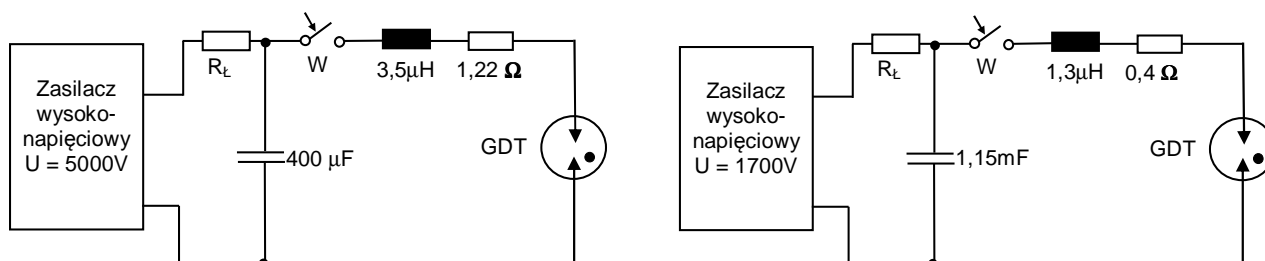 Zasilacz
wysoko-
napięciowy
U = 5000V
RŁ
W
3,5µH
1,22 Ω
400 µF
GDT
Zasilacz
wysoko-
napięciowy
U = 1700V
RŁ
W
1,3µH
0,4 Ω
1,15mF
GDT